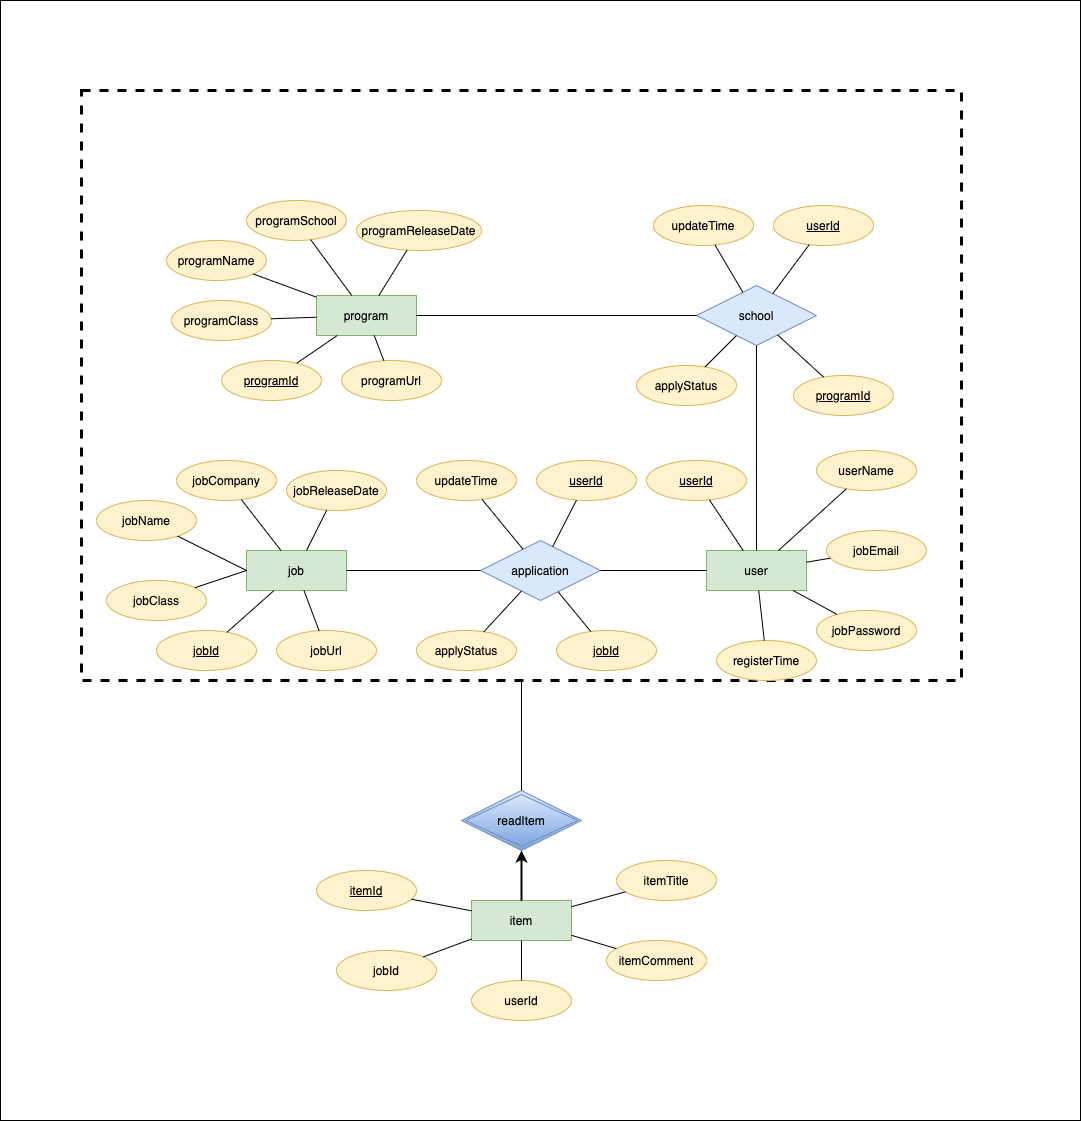 programSchool
programReleaseDate
updateTime
userId
programName
programClass
program
school
programId
programUrl
applyStatus
programId
jobCompany
jobReleaseDate
updateTime
userId
userId
userName
jobName
jobEmail
job
application
user
jobClass
jobPassword
jobId
jobUrl
applyStatus
jobId
registerTime
readItem
itemId
itemTitle
item
itemComment
jobId
userId